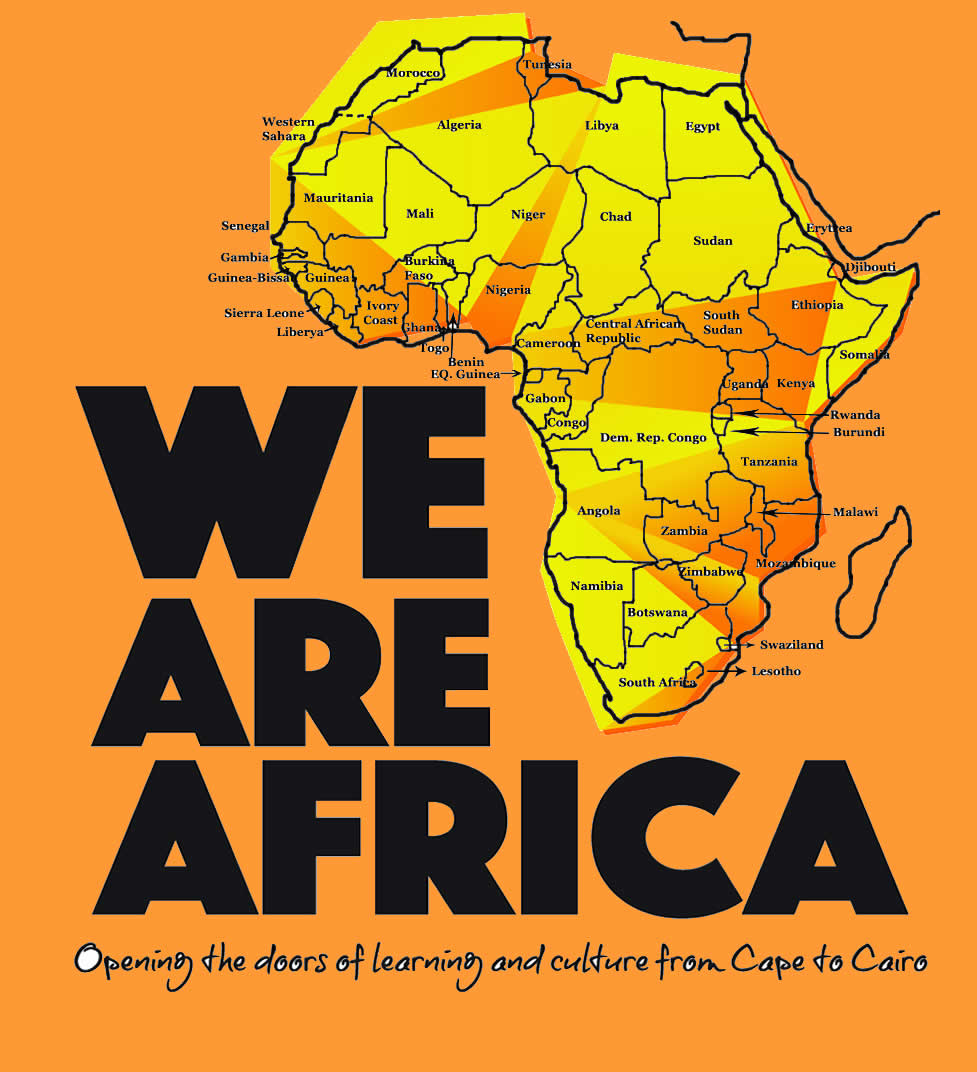 Tunesia
Morocco
Western
Sahara
Algeria
Libya
Egypt
Mauritania
Mali
Niger
Chad
Sudan
Senegal
Erytrea
Gambia
Burkina
Faso
Djibouti
Guinea-Bissa
Guinea
Nigeria
Ethiopia
Sierra Leone
Ivory
Coast
Liberya
Ghana
Central African
Republic
South
Sudan
Togo
Cameroon
Benin
Somalia
EQ. Guinea
Uganda
Kenya
Gabon
Rwanda
Congo
Burundi
Dem. Rep. Congo
Tanzania
Angola
Malawi
Zambia
Mozambique
Zimbabwe
Namibia
Botswana
Swaziland
Lesotho
South Africa
WE
ARE
AFRICA
Opening the doors of learning and culture from Cape to Cairo